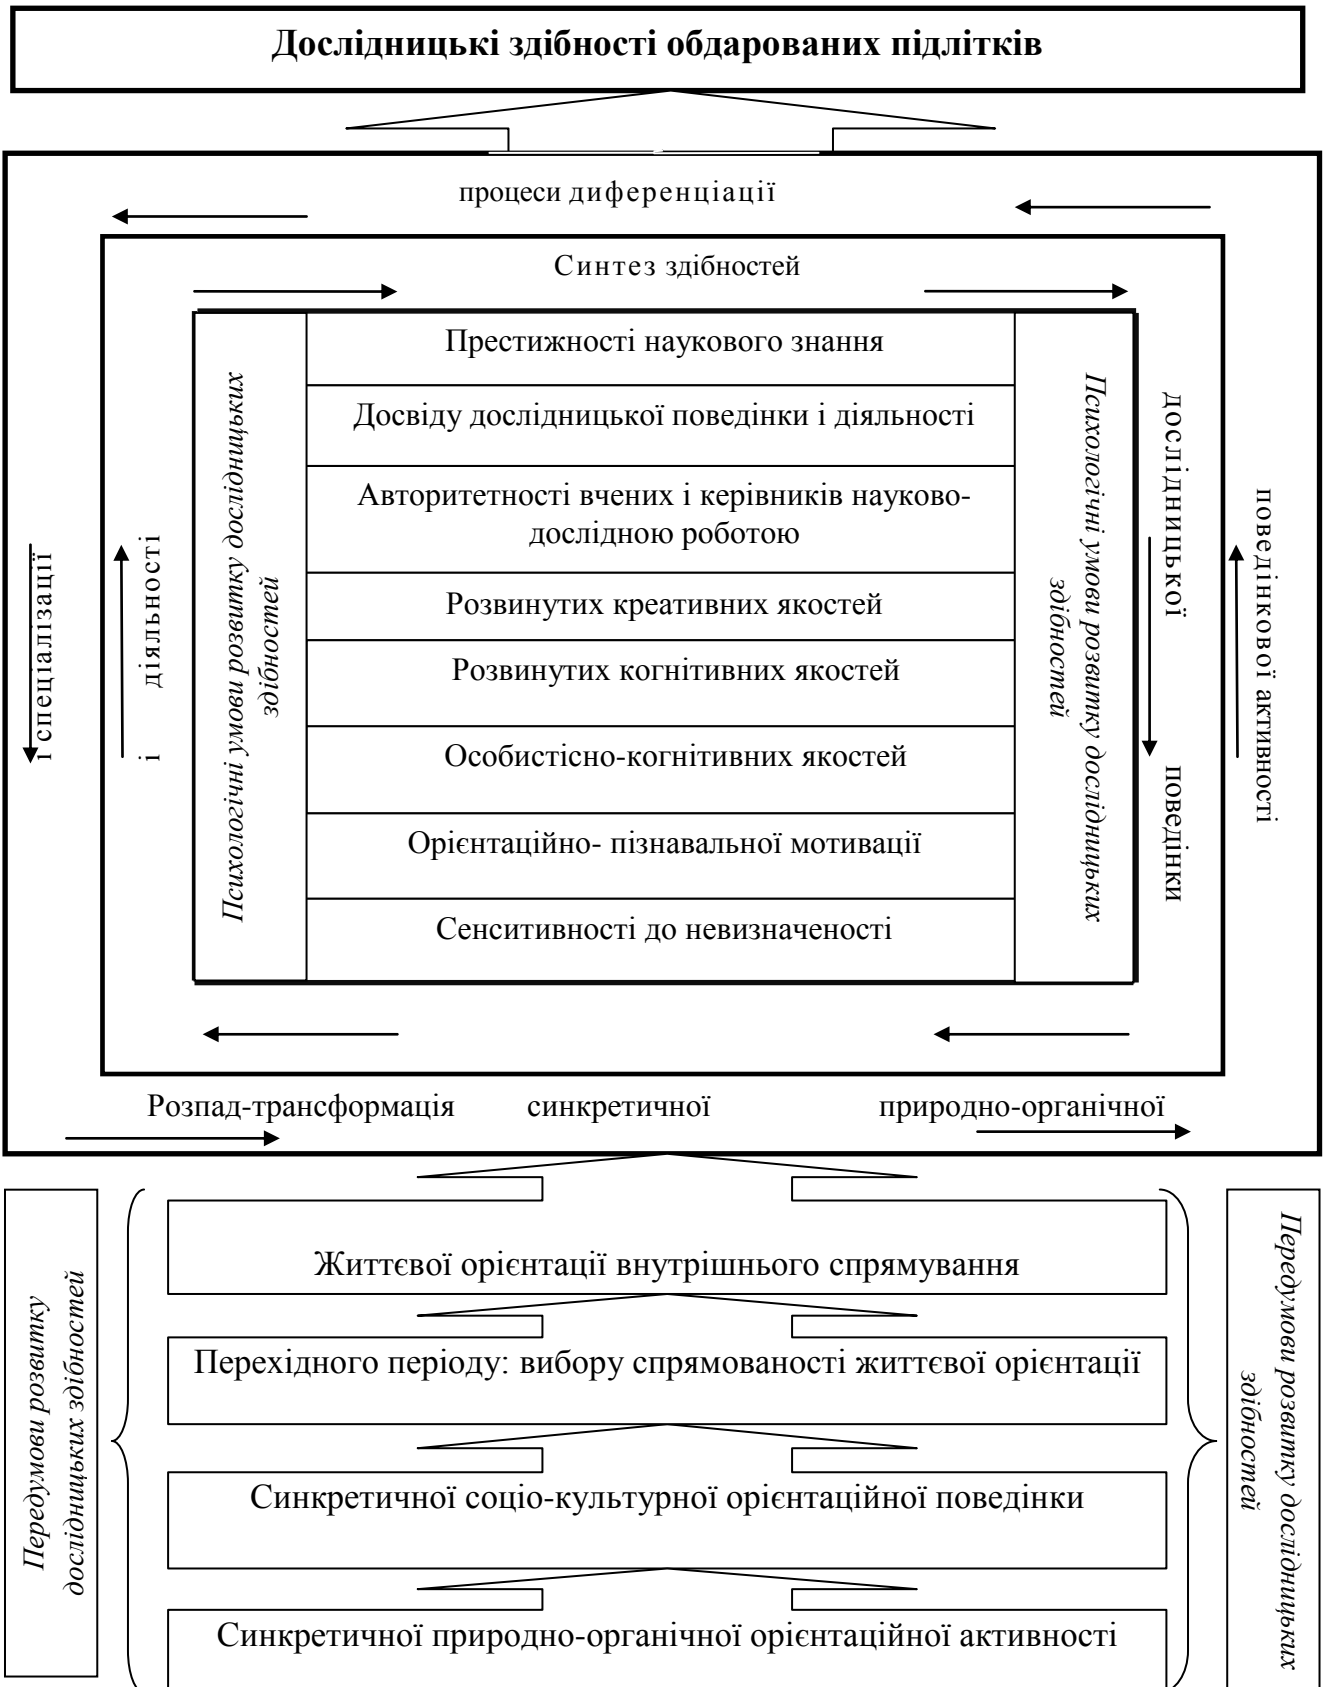 Дослідницькі здібності обдарованих підлітків
процеси диференціації
Синтез здібностей
Престижності наукового знання
Досвіду дослідницької поведінки і діяльності
Авторитетності вчених і керівників науково-
дослідною роботою
Розвинутих креативних якостей
Розвинутих когнітивних якостей
Особистісно-когнітивних якостей
Орієнтаційно- пізнавальної мотивації
Сенситивності до невизначеності
Психологічні умови розвитку дослідницьких
здібностей
Психологічні умови розвитку дослідницьких
здібностей
дослідницької поведінки
і діяльності
поведінкової активності
і спеціалізації
Розпад-трансформація синкретичної природно-органічної
Життєвої орієнтації внутрішнього спрямування
Перехідного періоду: вибору спрямованості життєвої орієнтації
Синкретичної соціо-культурної орієнтаційної поведінки
Синкретичної природно-органічної орієнтаційної активності
Передумови розвитку
дослідницьких здібностей
Передумови розвитку дослідницьких
здібностей